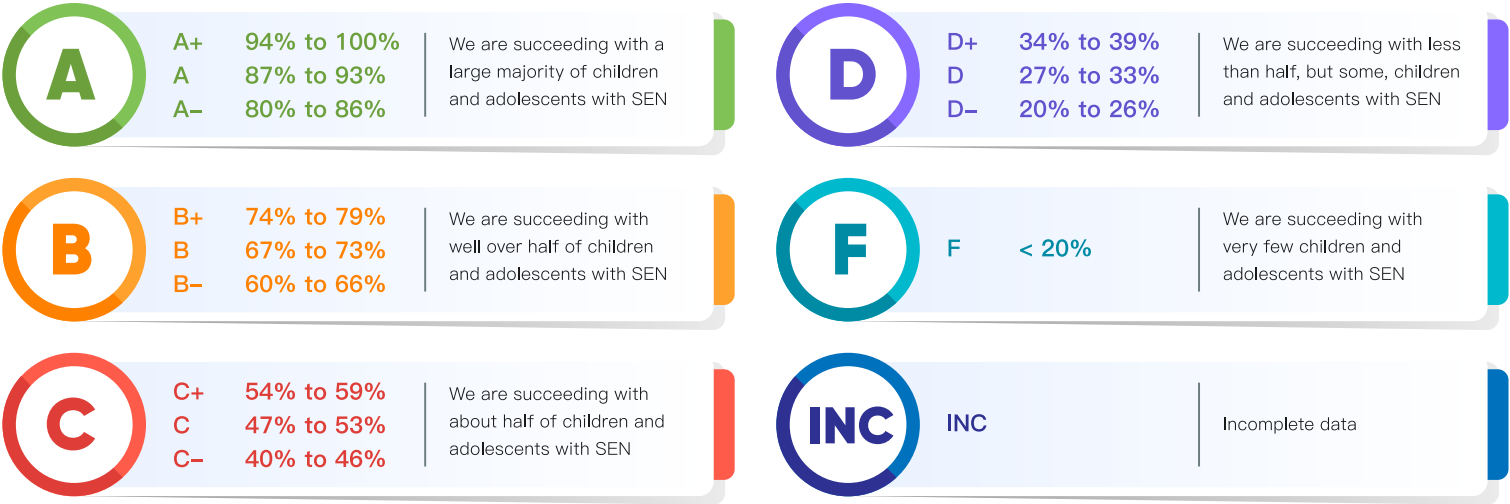 A
A+ 94% to 100%
A 87% to 93%
A– 80% to 86%
We are succeeding with a
large majority of children
and adolescents with SEN
B
B+ 74% to 79%
B 67% to 73%
B– 60% to 66%
We are succeeding with
well over half of children
and adolescents with SEN
C
C+ 54% to 59%
C 47% to 53%
C– 40% to 46%
We are succeeding with
about half of children and
adolescents with SEN
D
D+ 34% to 39%
D 27% to 33%
D– 20% to 26%
We are succeeding with less
than half, but some, children
and adolescents with SEN
F
F < 20%
We are succeeding with
very few children and
adolescents with SEN
INC
INC
Incomplete data